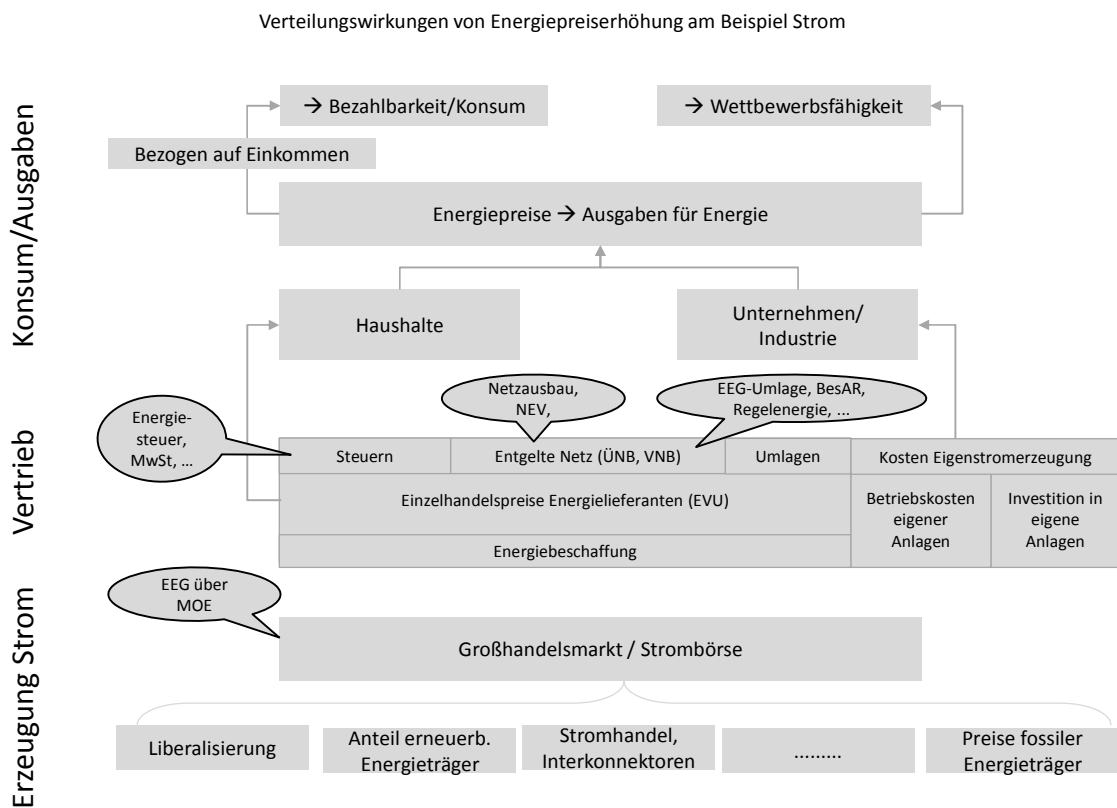 Verteilungswirkungen von Energiepreiserhöhung am Beispiel Strom
Konsum/Ausgaben
→ Bezahlbarkeit/Konsum
→ Wettbewerbsfähigkeit
Bezogen auf Einkommen
Energiepreise → Ausgaben für Energie
Haushalte
Unternehmen/
Industrie
Vertrieb
Energie-
steuer,
MwSt, ...
Netzausbau,
NEV,
EEG-Umlage, BesAR,
Regelenergie, ...
Steuern
Entgelte Netz (ÜNB, VNB)
Umlagen
Kosten Eigenstromerzeugung
Einzelhandelspreise Energielieferanten (EVU)
Betriebskosten
eigener
Anlagen
Investition in
eigene
Anlagen
Energiebeschaffung
Erzeugung Strom
EEG über
MOE
Großhandelsmarkt / Strombörse
Liberalisierung
Anteil erneuerb.
Energieträger
Stromhandel,
Interkonnektoren
.........
Preise fossiler
Energieträger